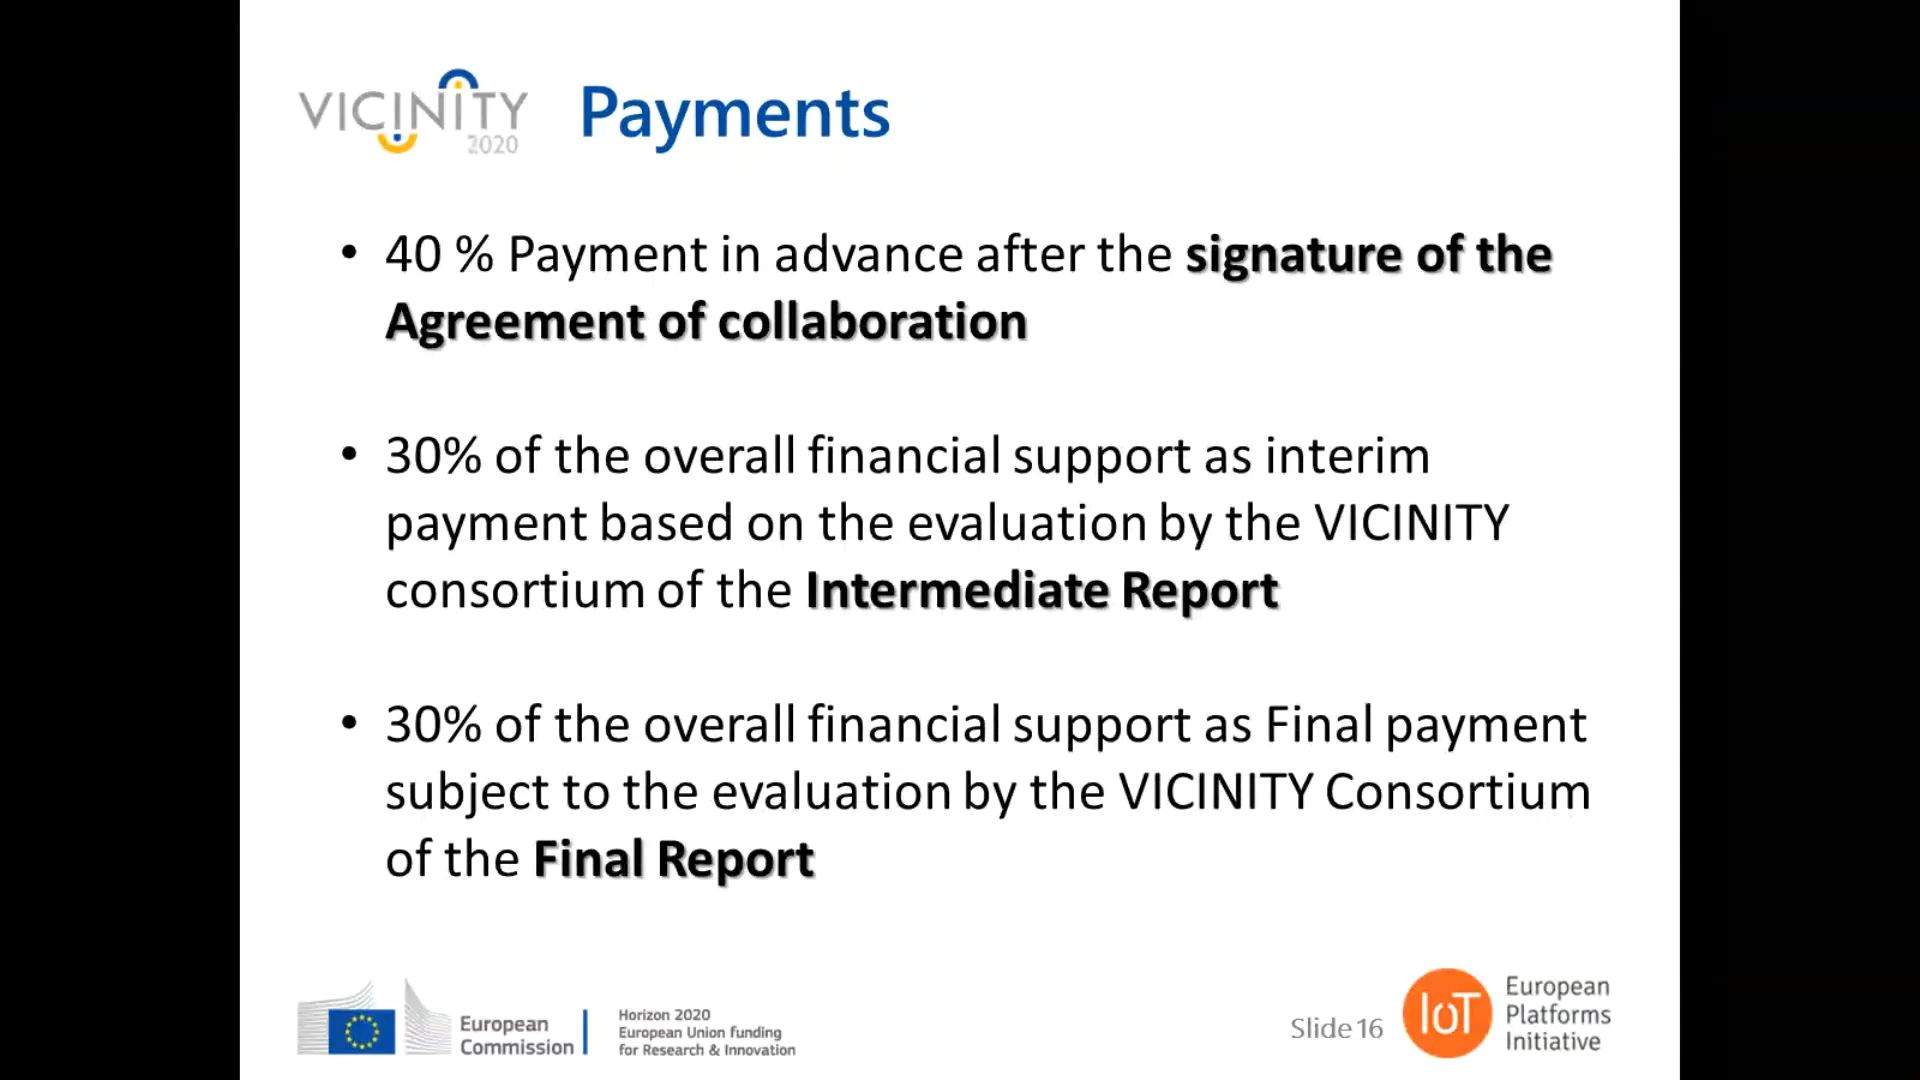 VICINITY
2020
Payments
• 40 % Payment in advance after the signature of the
Agreement of collaboration
• 30% of the overall financial support as interim
payment based on the evaluation by the VICINITY
consortium of the Intermediate Report
• 30% of the overall financial support as Final payment
subject to the evaluation by the VICINITY Consortium
of the Final Report
European
Commission
Horizon 2020
European Union funding
for Research & Innovation
Slide 16
IoT
European
Platforms
Initiative